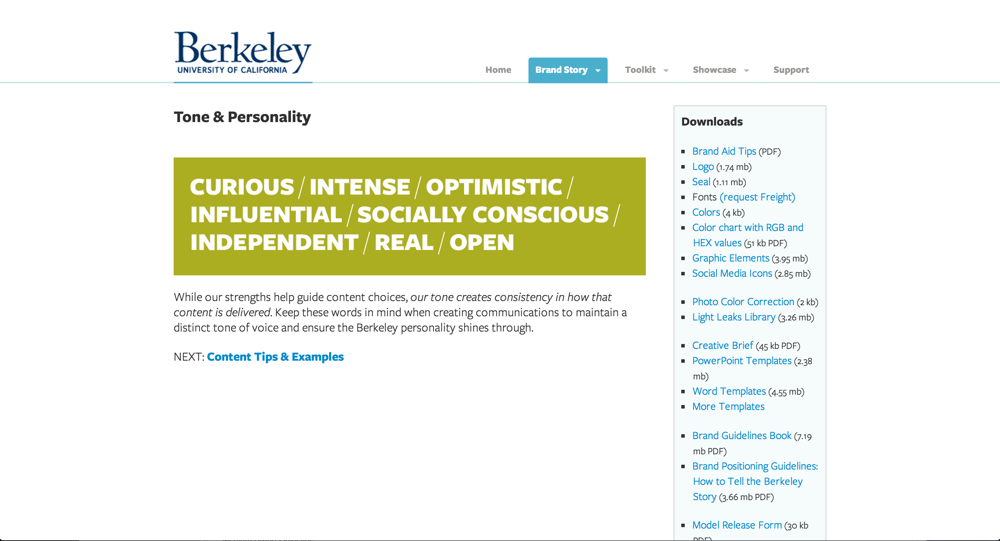 Berkeley
UNIVERSITY OF CALIFORNIA
Home
Brand Story
Toolkit
Showcase
Support
Tone & Personality
CURIOUS / INTENSE / OPTIMISTIC /
INFLUENTIAL / SOCIALLY CONSCIOUS /
INDEPENDENT / REAL / OPEN
While our strengths help guide content choices, our tone creates consistency in how that
content is delivered. Keep these words in mind when creating communications to maintain a
distinct tone of voice and ensure the Berkeley personality shines through.
NEXT: Content Tips & Examples
Downloads
Brand Aid Tips (PDF)
Logo (1.74 mb)
Seal (1.11 mb)
Fonts (request Freight)
Colors (4 kb)
Color chart with RGB and
HEX values (51 kb PDF)
Graphic Elements (3.95 mb)
Social Media Icons (2.85 mb)
Photo Color Correction (2 kb)
Light Leaks Library (3.26 mb)
Creative Brief (45 kb PDF)
PowerPoint Templates (2.38
mb)
Word Templates (4.55 mb)
More Templates
Brand Guidelines Book (7.19
mb PDF)
Brand Positioning Guidelines:
How to Tell the Berkeley
Story (3.66 mb PDF)
Model Release Form (30 kb
PDF)